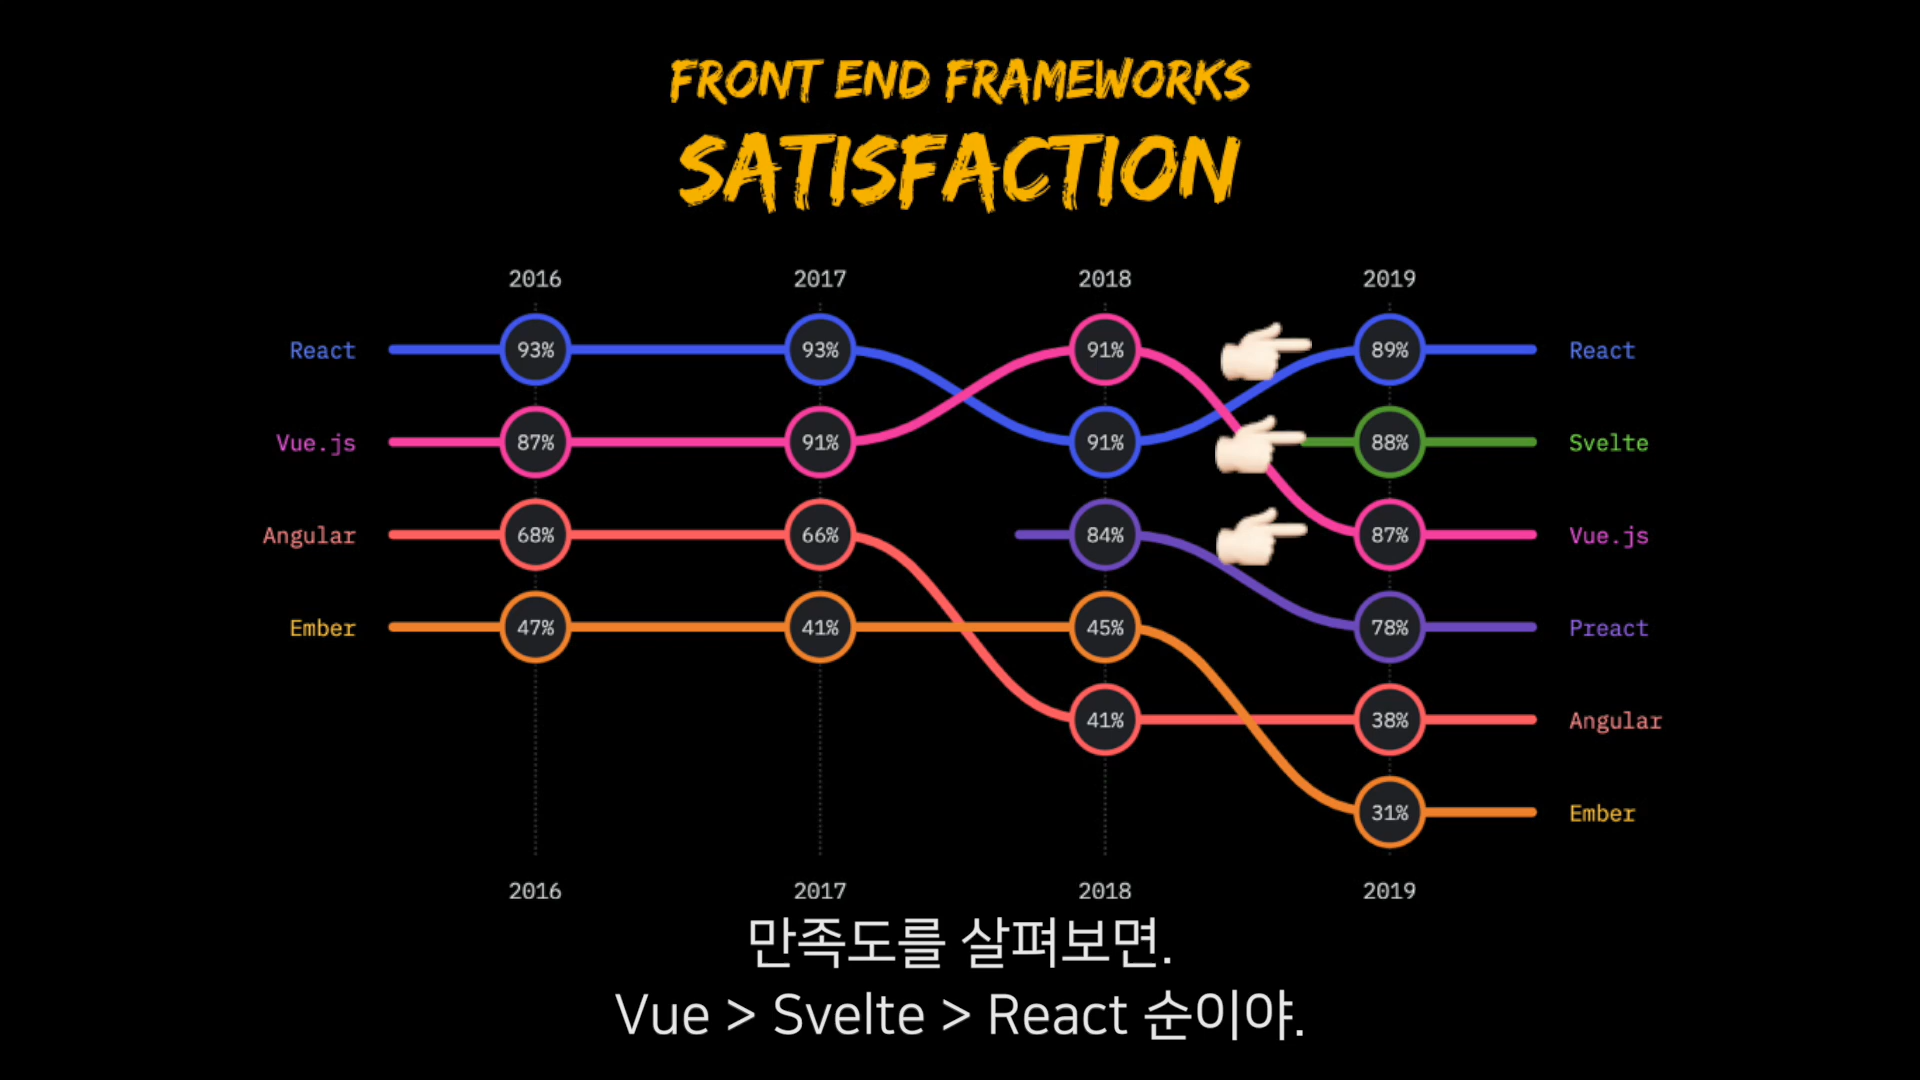 FRONT END FRAMEWORKS
SATISFACTION
2016 2017 2018 2019
React 93% 93% 91% 89% React
Vue.js 87% 91% 91% 88% Svelte
Angular 68% 66% 84% 87% Vue.js
Ember 47% 41% 45% 78% Preact
41% 38% Angular
31% Ember
2016 2017 2018 2019
만족도를 살펴보면.
Vue > Svelte > React 순이야.